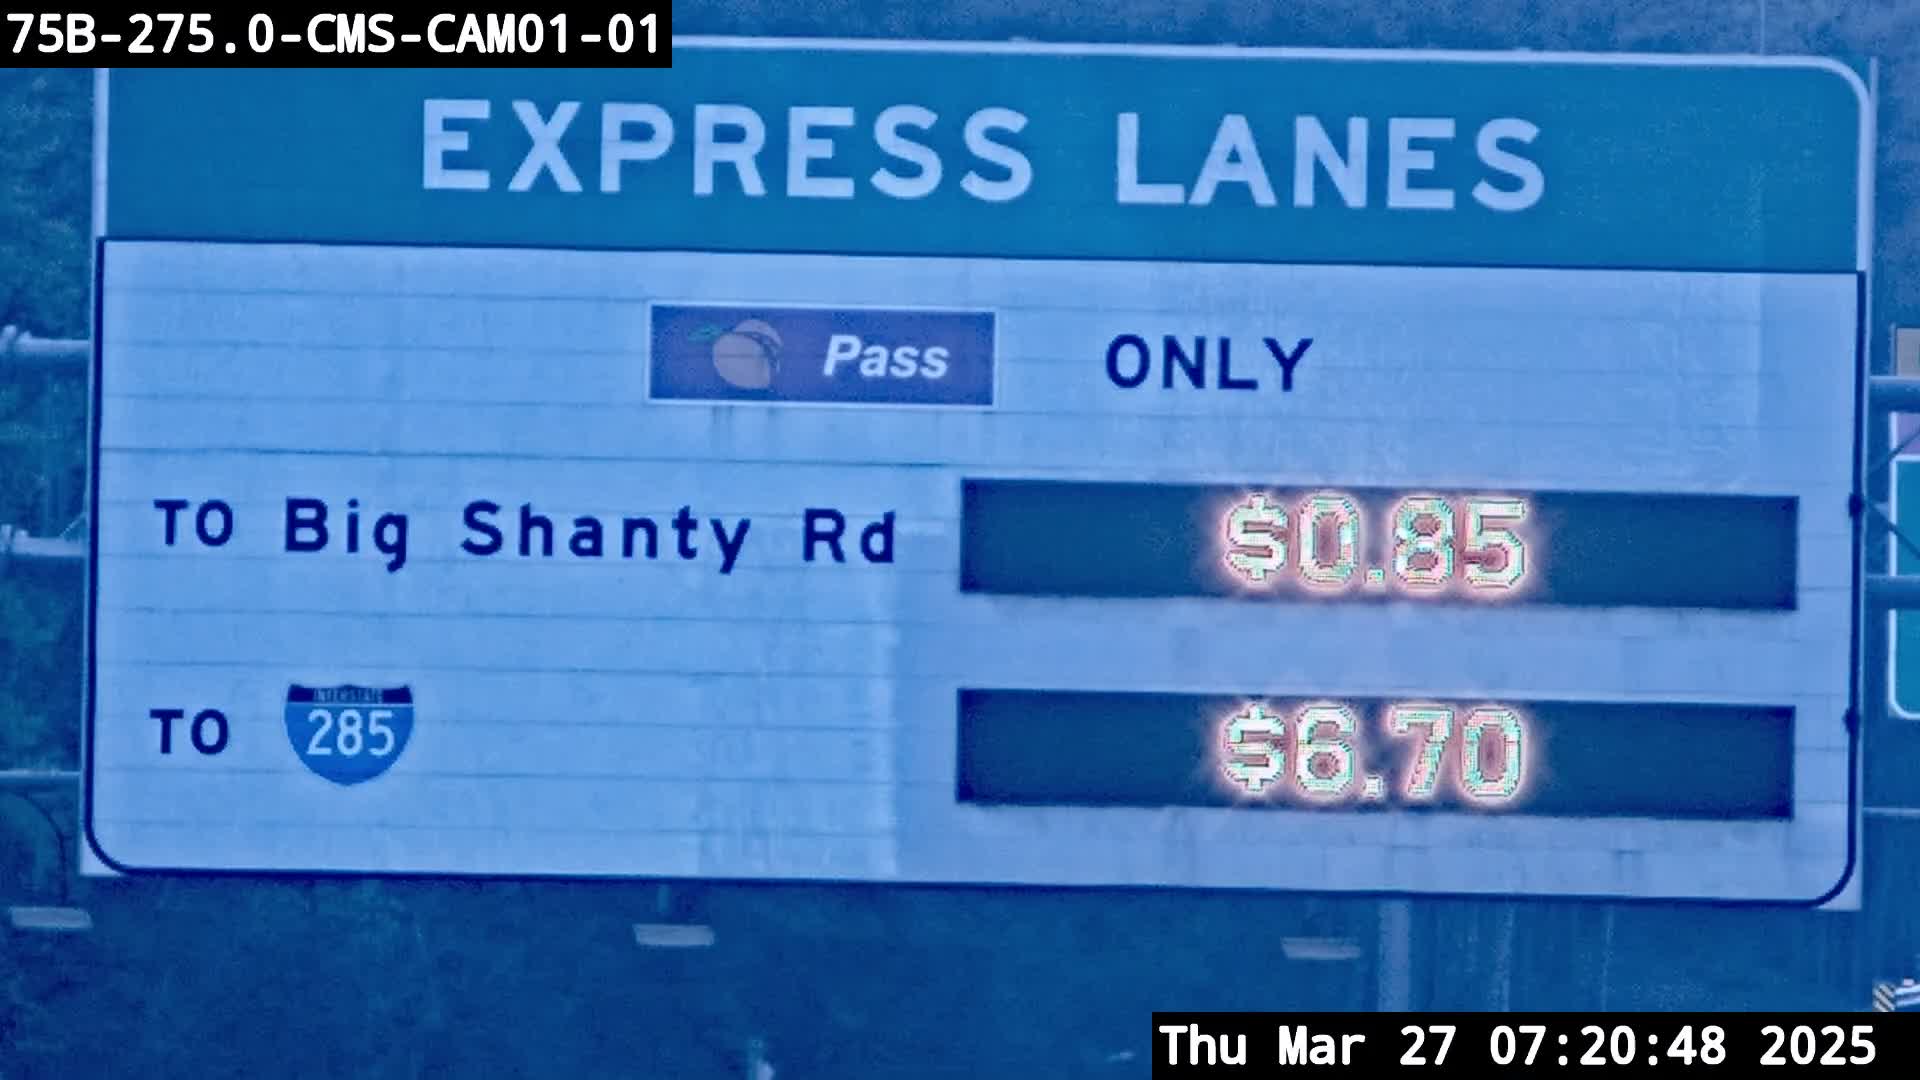 75B-275.0-CMS-CAM01-01
EXPRESS LANES
Pass ONLY
TO Big Shanty Rd $0.85
TO INTERSTATE 285 $6.70
Thu Mar 27 07:20:48 2025